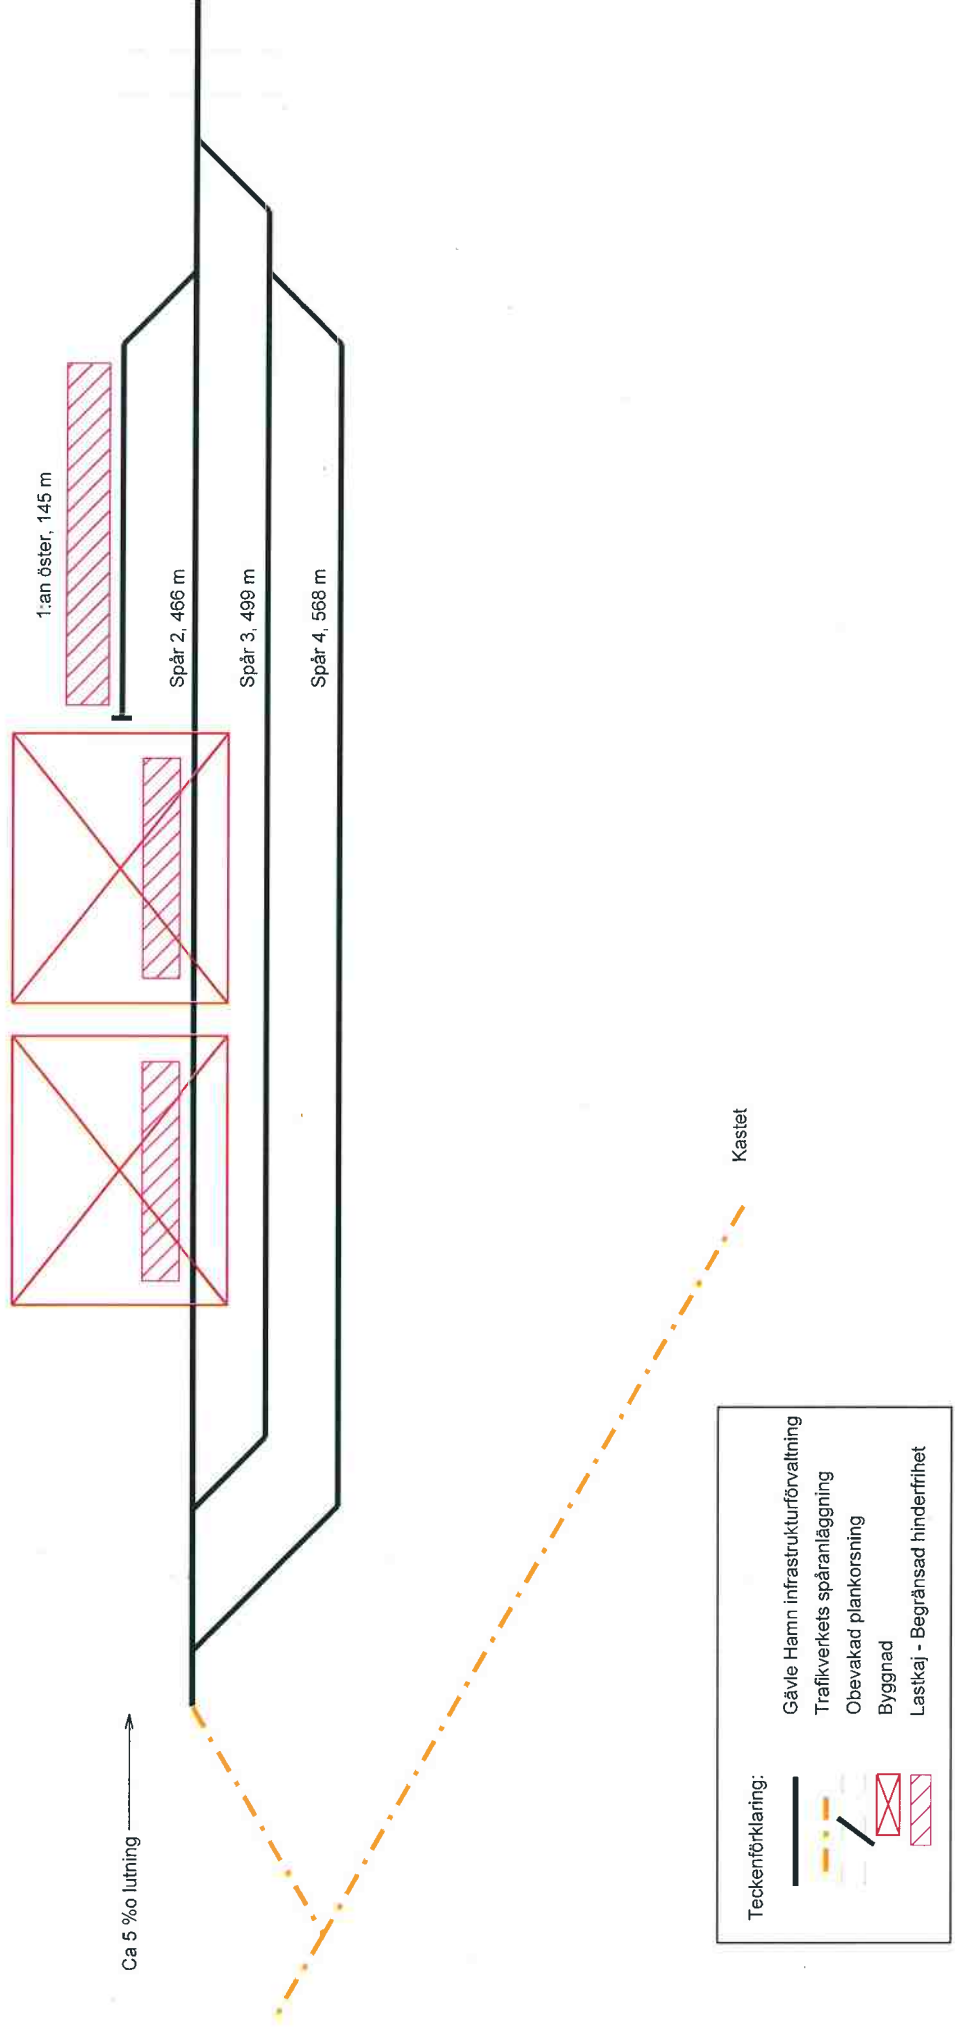 1:an öster, 145 m
Spår 2, 466 m
Spår 3, 499 m
Spår 4, 568 m
Ca 5 %o lutning
Kastet
Teckenförklaring:
Gävle Hamn infrastrukturförvaltning
Trafikverkets spåranläggning
Obevakad plankorsning
Byggnad
Lastkaj - Begränsad hinderfrihet